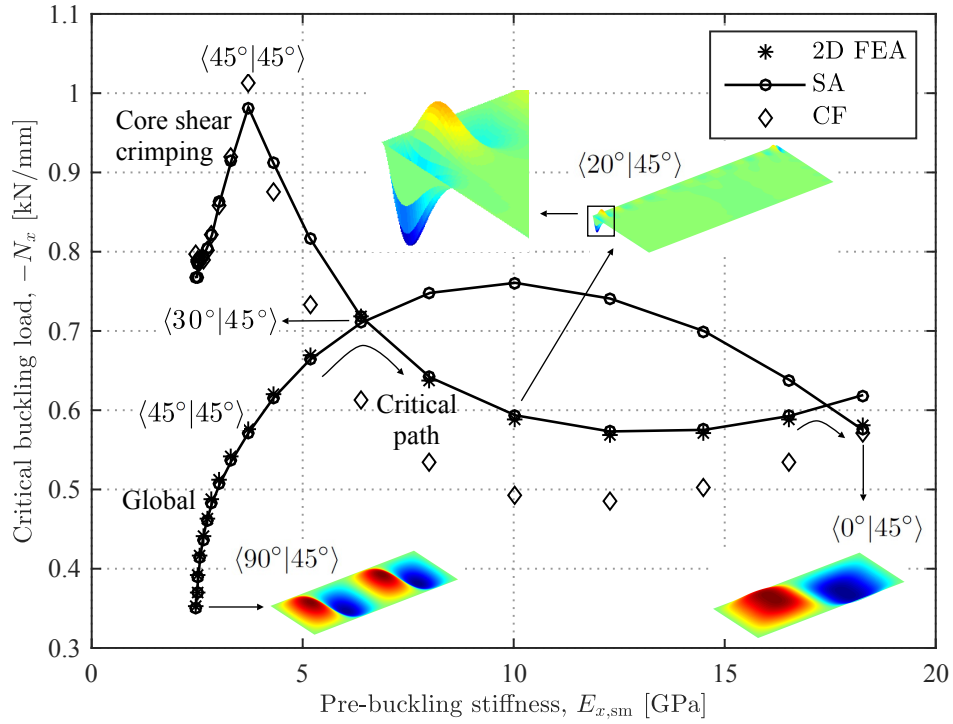 1.1
1
0.9
0.8
0.7
0.6
0.5
0.4
0.3
Critical buckling load, −Nₓ [kN/mm]
⟨45°|45°⟩
Core shear
crimping
2D FEA
SA
CF
⟨20°|45°⟩
⟨30°|45°⟩
⟨45°|45°⟩
Critical
path
Global
⟨90°|45°⟩
⟨0°|45°⟩
0
5
10
15
20
Pre-buckling stiffness, Eₓ,sm [GPa]